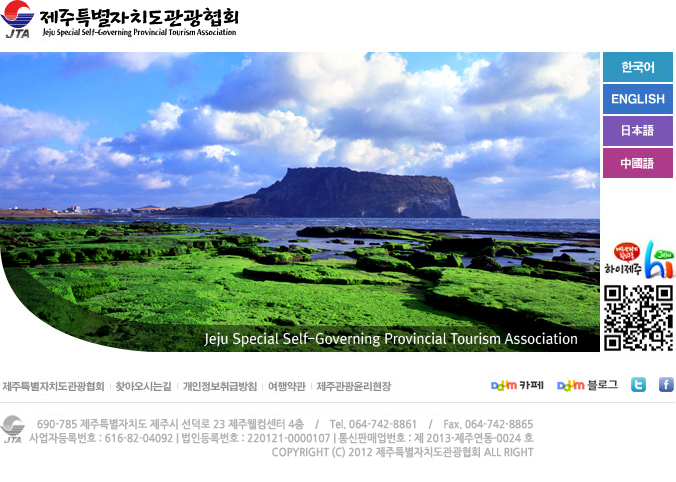 JTA
제주특별자치도관광협회
Jeju Special Self-Governing Provincial Tourism Association
한국어
ENGLISH
日本語
中國語
하이제주
hi
Jeju
Jeju Special Self-Governing Provincial Tourism Association
제주특별자치도관광협회 | 찾아오시는길 | 개인정보취급방침 | 여행약관 | 제주관광윤리헌장
Daum 카페 Daum 블로그
JTA
690-785 제주특별자치도 제주시 선덕로 23 제주웰컴센터 4층 / Tel. 064-742-8861 / Fax. 064-742-8865
사업자등록번호 : 616-82-04092 | 법인등록번호 : 220121-0000107 | 통신판매업번호 : 제 2013-제주연동-0024 호
COPYRIGHT (C) 2012 제주특별자치도관광협회 ALL RIGHT